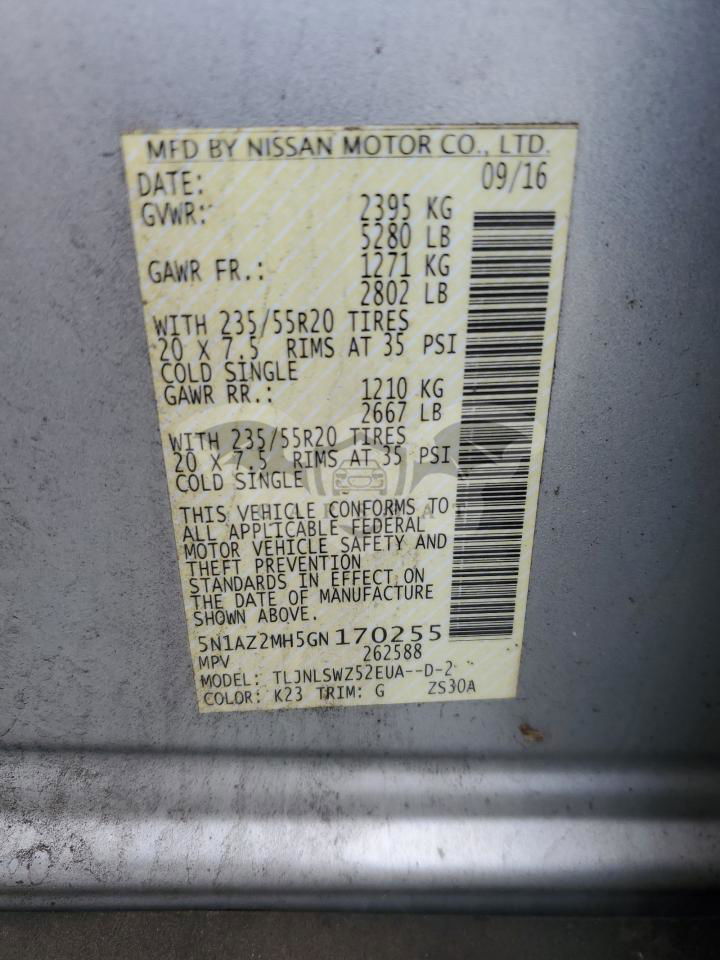 MFD BY NISSAN MOTOR CO., LTD.
DATE: 09/16
GVWR: 2395 KG
5280 LB
GAWR FR.: 1271 KG
2802 LB
WITH 235/55R20 TIRES
20 X 7.5 RIMS AT 35 PSI
COLD SINGLE
GAWR RR.: 1210 KG
2667 LB
WITH 235/55R20 TIRES
20 X 7.5 RIMS AT 35 PSI
COLD SINGLE
THIS VEHICLE CONFORMS TO
ALL APPLICABLE FEDERAL
MOTOR VEHICLE SAFETY AND
THEFT PREVENTION
STANDARDS IN EFFECT ON
THE DATE OF MANUFACTURE
SHOWN ABOVE.
5N1AZ2MH5GN170255
MPV 262588
MODEL: TLJNLSWZ52EUA--D-2
COLOR: K23 TRIM: G ZS30A